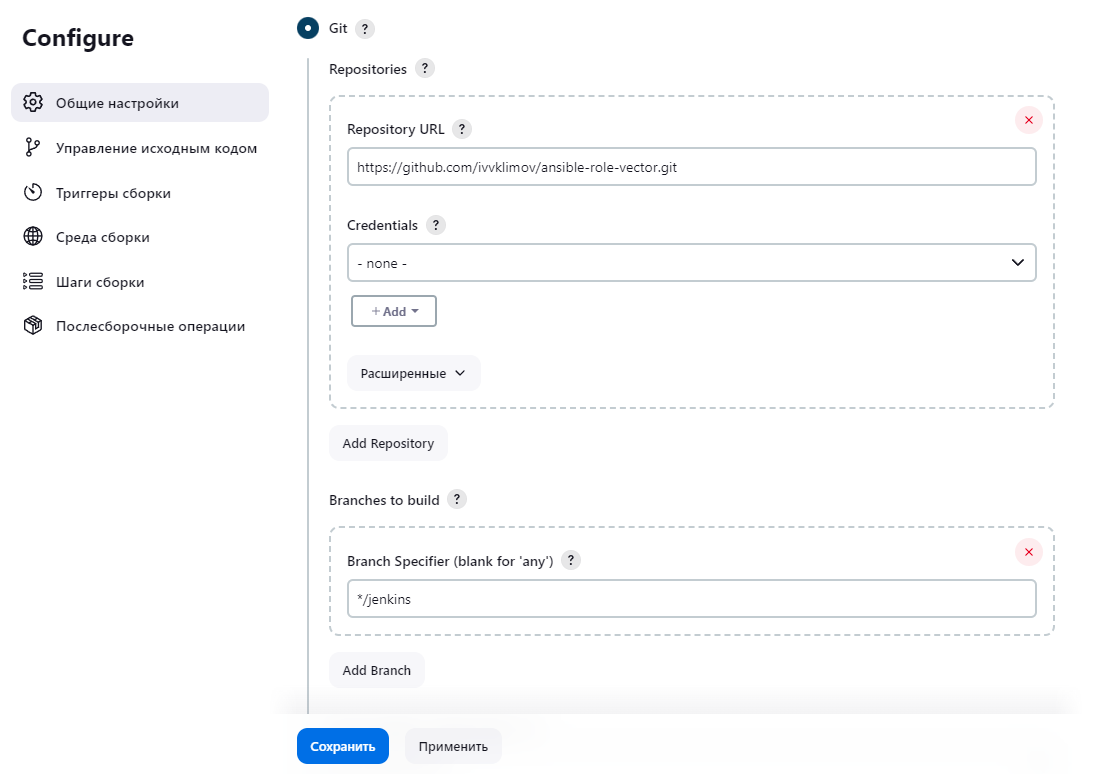 Configure
Общие настройки
Управление исходным кодом
Триггеры сборки
Среда сборки
Шаги сборки
Послесборочные операции
Git ?
Repositories ?
Repository URL ?
https://github.com/ivvklimov/ansible-role-vector.git
Credentials ?
- none -
+ Add
Расширенные
Add Repository
Branches to build ?
Branch Specifier (blank for 'any') ?
*/jenkins
Add Branch
Сохранить
Применить